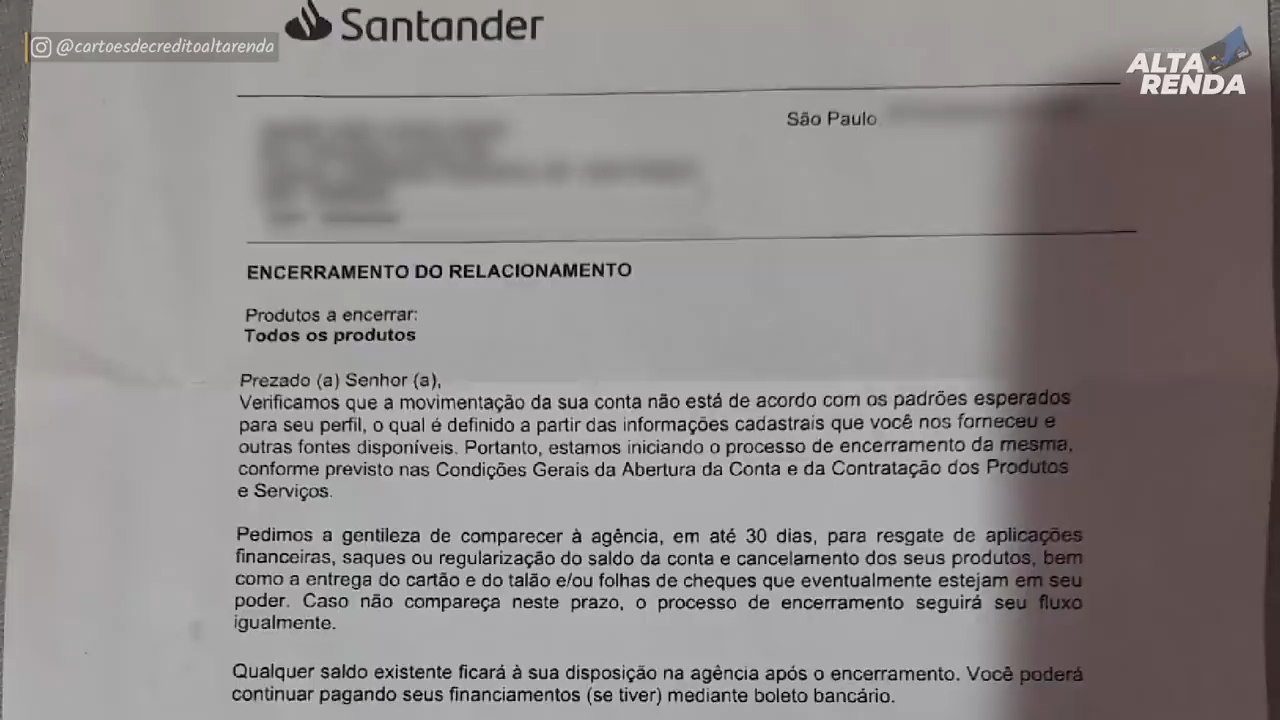 Santander
@cartoesdecreditoaltarenda
ALTA
RENDA
São Paulo
ENCERRAMENTO DO RELACIONAMENTO
Produtos a encerrar:
Todos os produtos
Prezado (a) Senhor (a),
Verificamos que a movimentação da sua conta não está de acordo com os padrões esperados
para seu perfil, o qual é definido a partir das informações cadastrais que você nos forneceu e
outras fontes disponíveis. Portanto, estamos iniciando o processo de encerramento da mesma,
conforme previsto nas Condições Gerais da Abertura da Conta e da Contratação dos Produtos
e Serviços.
Pedimos a gentileza de comparecer à agência, em até 30 dias, para resgate de aplicações
financeiras, saques ou regularização do saldo da conta e cancelamento dos seus produtos, bem
como a entrega do cartão e do talão e/ou folhas de cheques que eventualmente estejam em seu
poder. Caso não compareça neste prazo, o processo de encerramento seguirá seu fluxo
igualmente.
Qualquer saldo existente ficará à sua disposição na agência após o encerramento. Você poderá
continuar pagando seus financiamentos (se tiver) mediante boleto bancário.